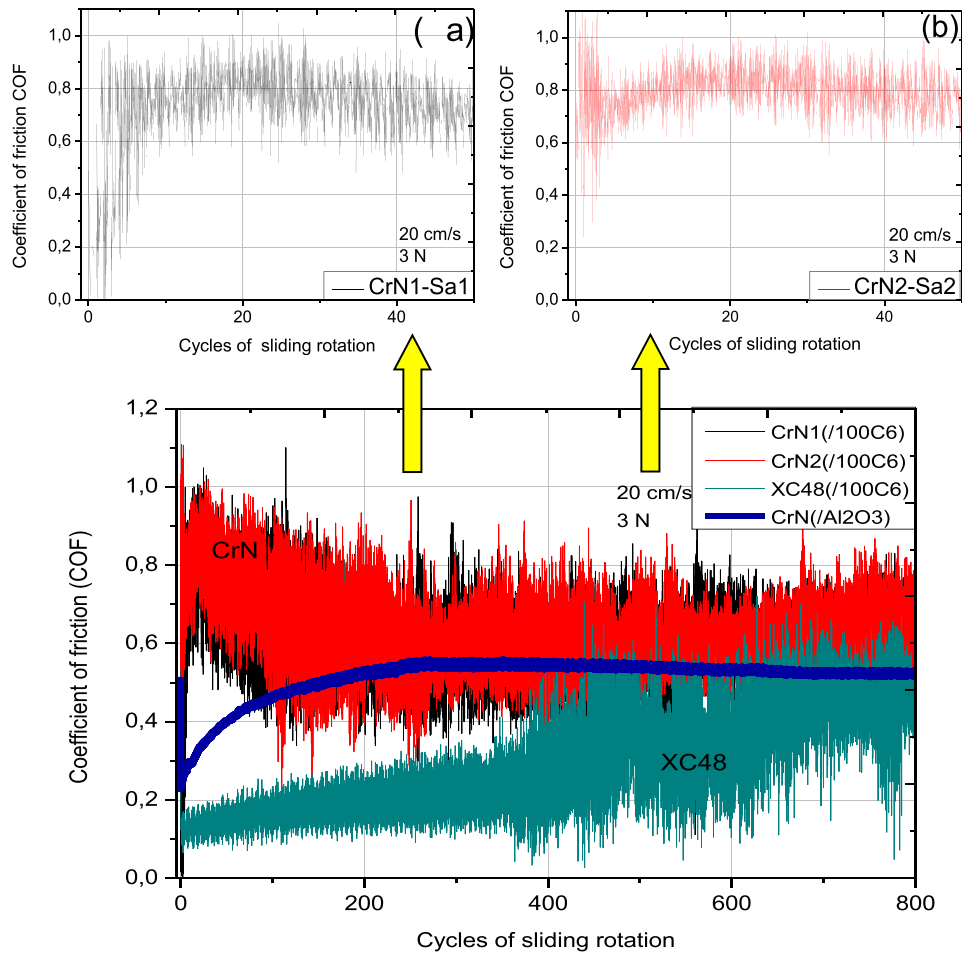 ( a)
1,0
0,8
0,6
0,4
0,2
0,0
Coefficient of friction COF
20 cm/s
3 N
CrN1-Sa1
0
20
40
Cycles of sliding rotation
(b)
1,0
0,8
0,6
0,4
0,2
0,0
Coefficient of friction COF
20 cm/s
3 N
CrN2-Sa2
0
20
40
Cycles of sliding rotation
1,2
1,0
0,8
0,6
0,4
0,2
0,0
Coefficient of friction (COF)
CrN1(/100C6)
CrN2(/100C6)
XC48(/100C6)
CrN(/Al2O3)
20 cm/s
3 N
CrN
XC48
0
200
400
600
800
Cycles of sliding rotation